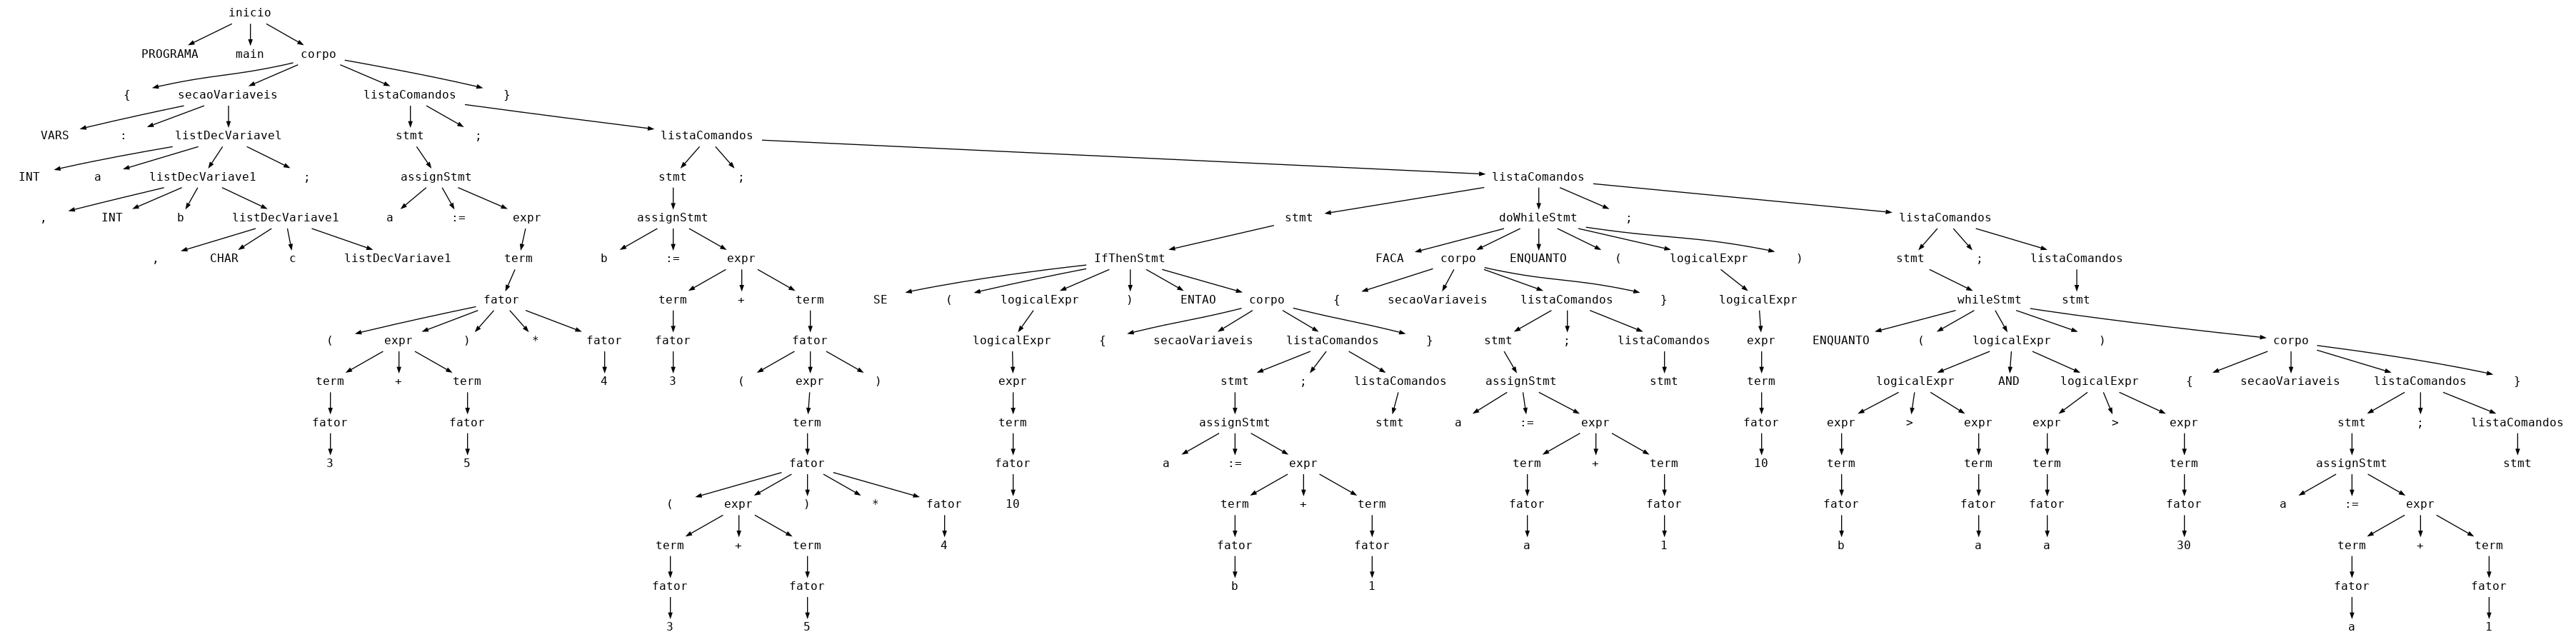 inicio
PROGRAMA main corpo
{ secaoVariaveis listaComandos }
VARS : listDecVariavel stmt ; listaComandos
INT a listDecVariave1 ; assignStmt stmt ; listaComandos
, INT b listDecVariave1 a := expr assignStmt stmt doWhileStmt ; listaComandos
, CHAR c listDecVariave1 term b := expr IfThenStmt FACA corpo ENQUANTO ( logicalExpr ) stmt ; listaComandos
fator term + term SE ( logicalExpr ) ENTAO corpo { secaoVariaveis listaComandos } logicalExpr whileStmt stmt
( expr ) * fator fator fator logicalExpr { secaoVariaveis listaComandos } stmt ; listaComandos expr ENQUANTO ( logicalExpr ) corpo
term + term 4 3 ( expr ) expr stmt ; listaComandos assignStmt stmt term logicalExpr AND logicalExpr { secaoVariaveis listaComandos }
fator fator term term assignStmt stmt a := expr fator expr > expr expr > expr stmt ; listaComandos
3 5 fator fator a := expr term + term 10 term term term term assignStmt stmt
( expr ) * fator 10 term + term fator fator fator fator fator fator a := expr
term + term 4 fator fator a 1 b a a 30 term + term
fator fator b 1 fator fator
3 5 a 1